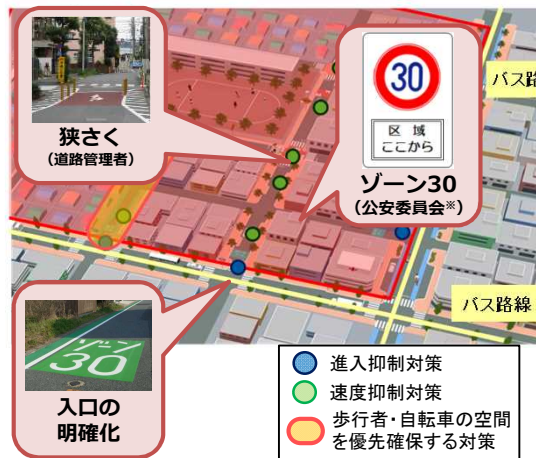 狭さく
(道路管理者)
30
区 域
ここから
ゾーン30
(公安委員会※)
バス路
バス路線
ゾーン
30
入口の
明確化
進入抑制対策
速度抑制対策
歩行者・自転車の空間
を優先確保する対策